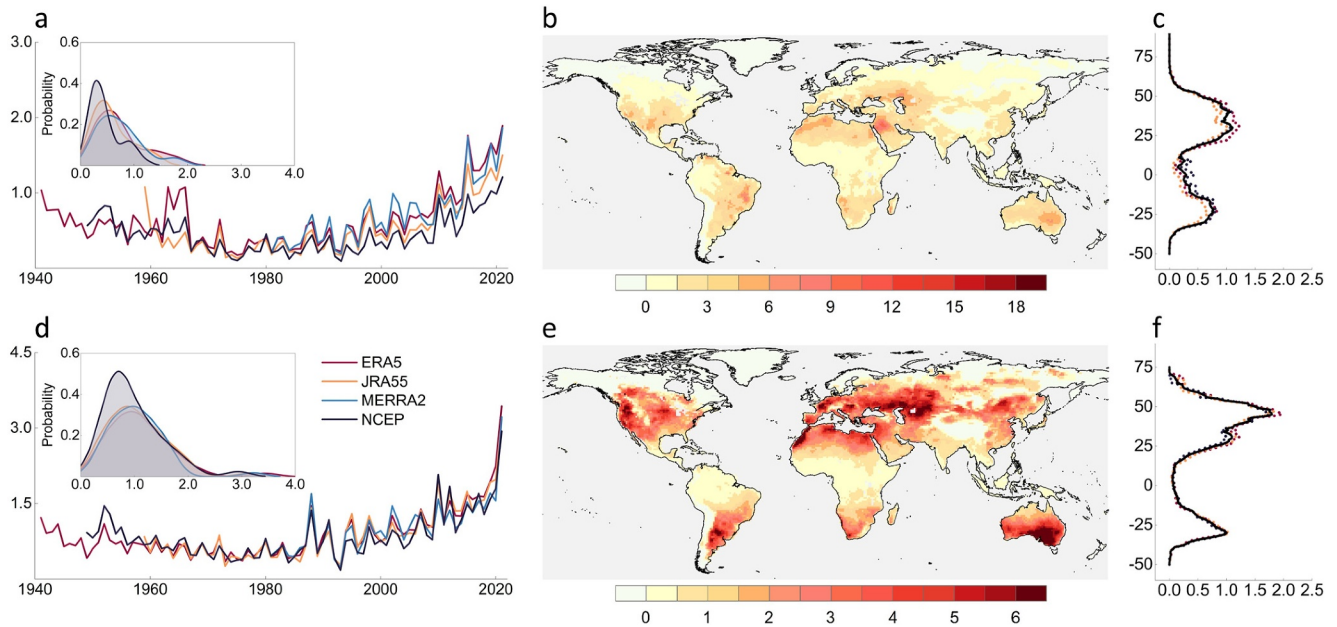 a
3.0
2.0
1.0
1941
1960
1980
2000
2020
Probability
0.6
0.4
0.2
0.0 1.0 2.0 3.0 4.0
b
0 3 6 9 12 15 18
c
75
50
25
0
-25
-50
0.0 0.5 1.0 1.5 2.0 2.5
d
4.5
3.0
1.5
1940 1960 1980 2000 2020
Probability
0.6
0.4
0.2
0.0 1.0 2.0 3.0 4.0
ERA5
JRA55
MERRA2
NCEP
e
0 1 2 3 4 5 6
f
75
50
25
0
-25
-50
0.0 0.5 1.0 1.5 2.0 2.5